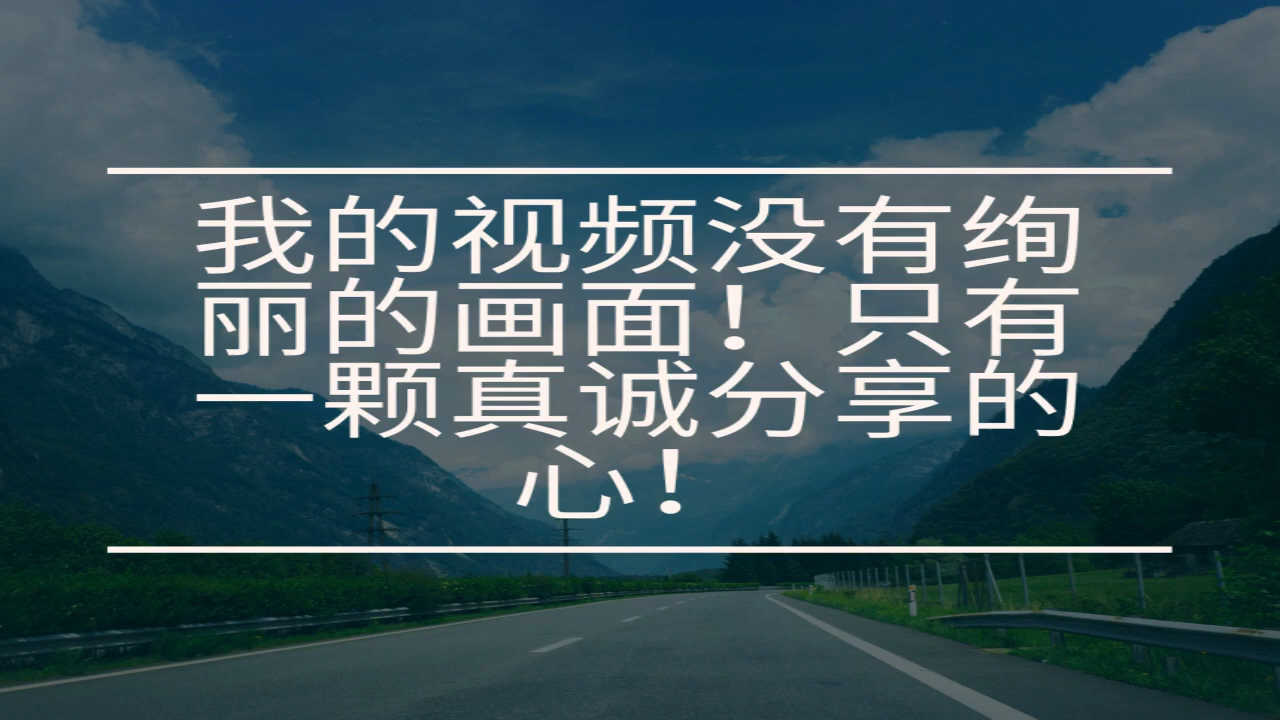 我的视频没有绚
丽的画面！只有
一颗真诚分享的
心！